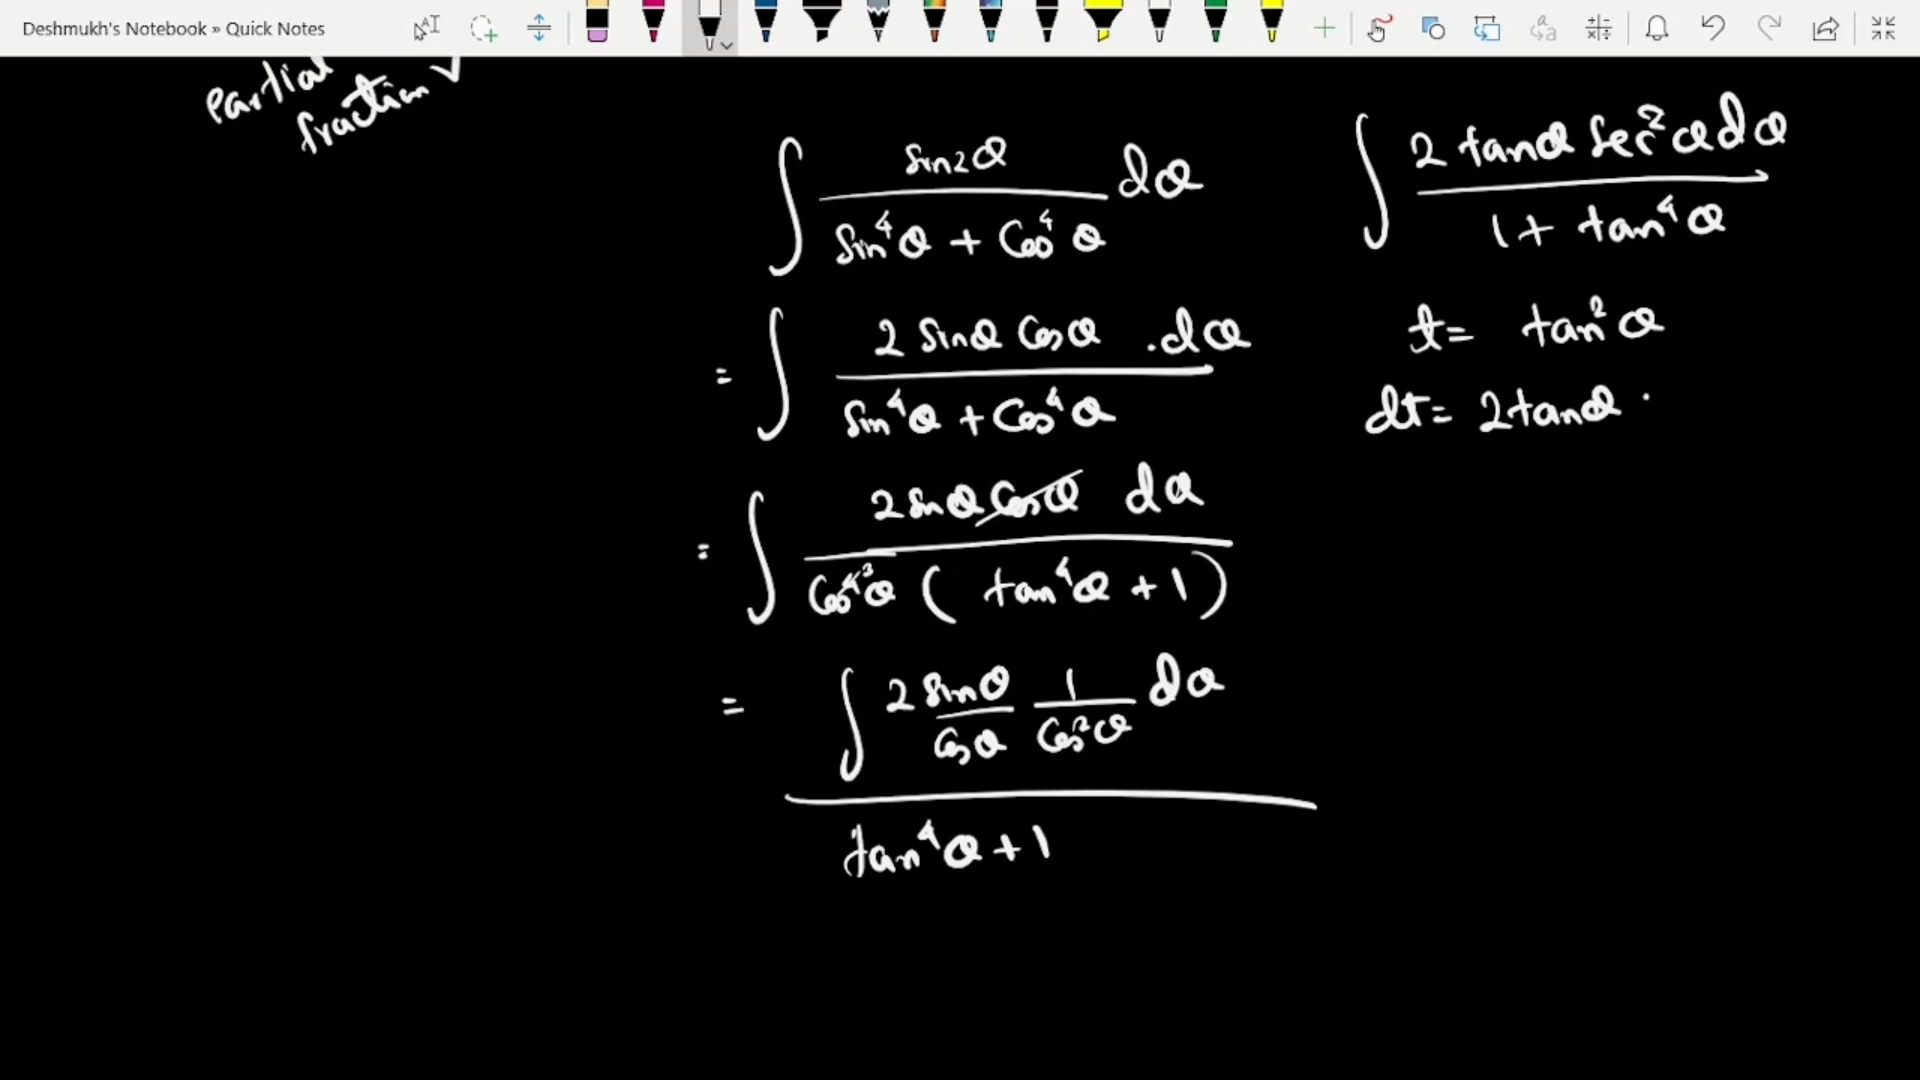 Deshmukh's Notebook » Quick Notes
Partial
fraction ✓
∫ sin2θ / (sin⁴θ + Cos⁴θ) dθ
= ∫ 2 sinθ Cosθ .dθ / (sin⁴θ + Cos⁴θ)
= ∫ 2 sinθ Cosθ dθ / Cos⁴³θ ( tan⁴θ + 1)
= ∫ 2 sinθ/Cosθ 1/Cos²θ dθ / tan⁴θ + 1
∫ 2 tanθ Sec²θ dθ / 1 + tan⁴θ
t = tan²θ
dt = 2tanθ .